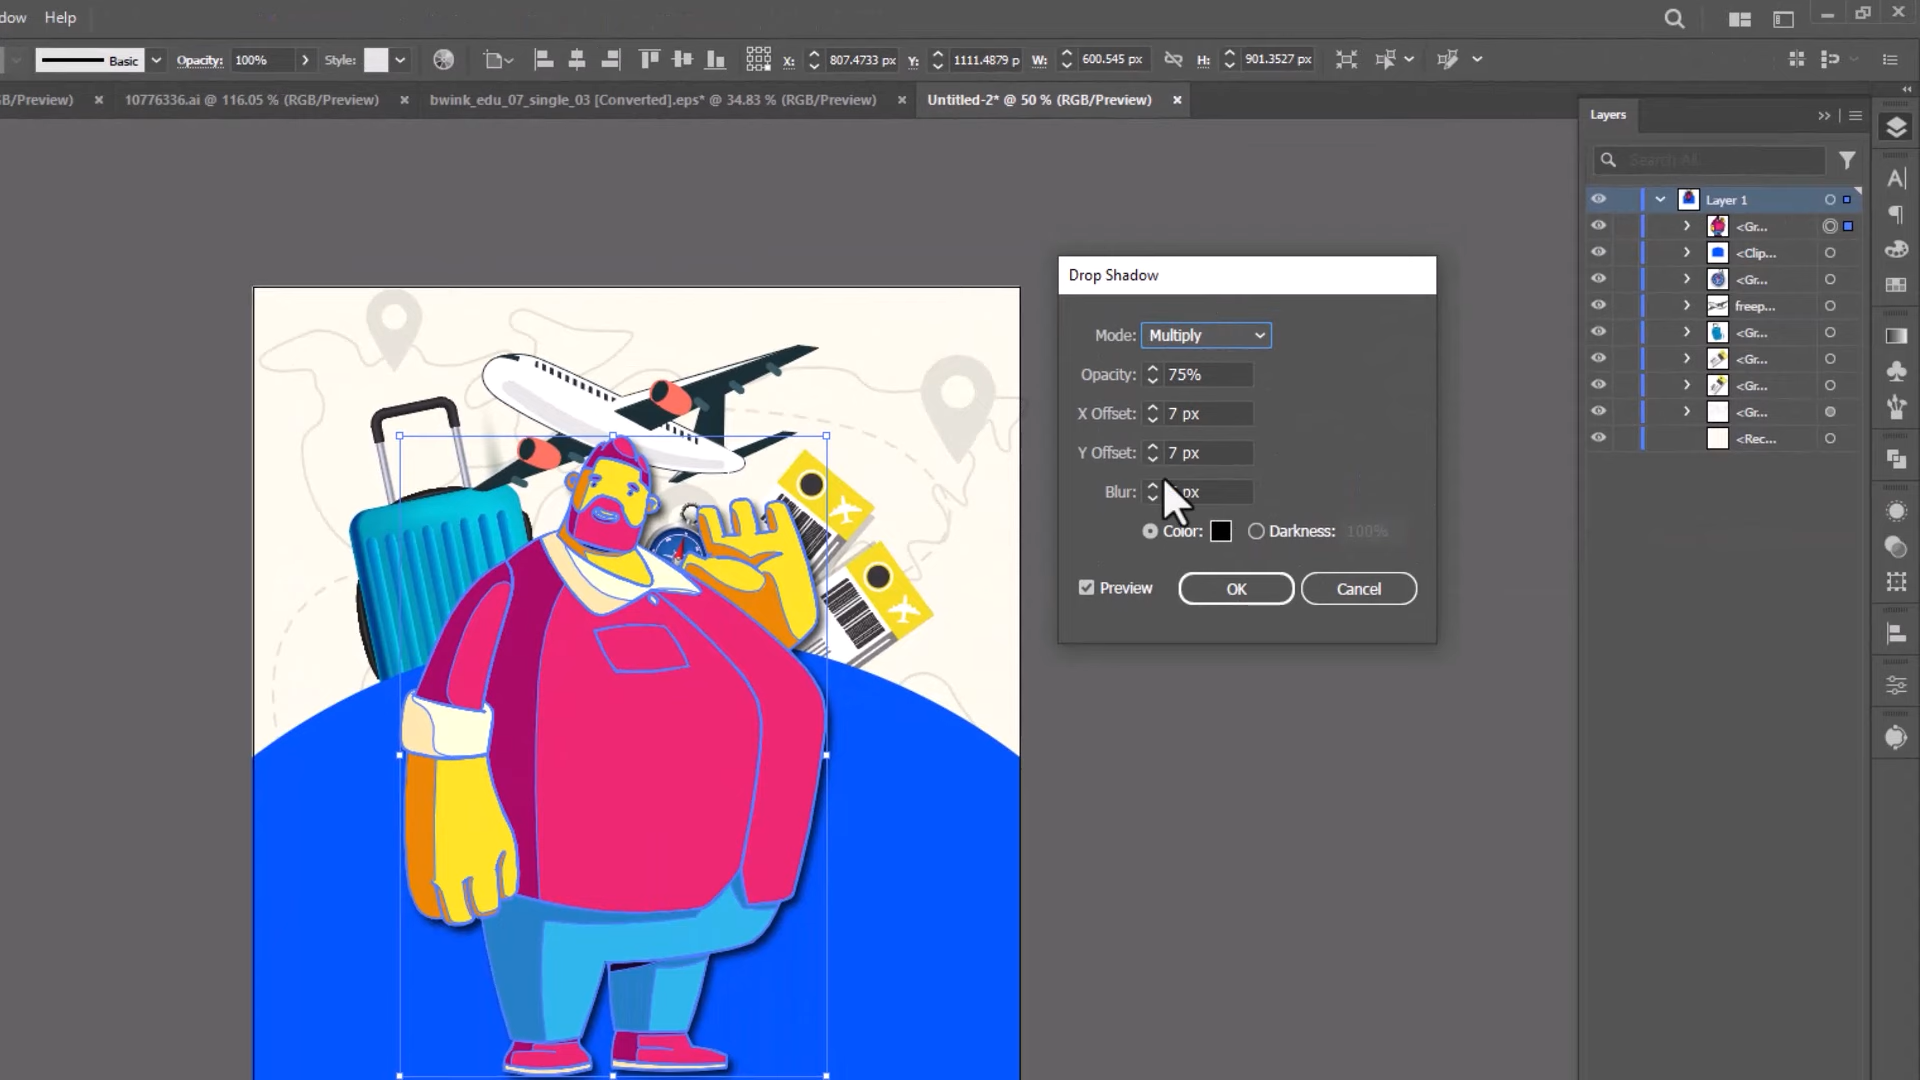 dow Help
Basic Opacity: 100% Style: X: 807.4733 px Y: 1111.4879 p W: 600.545 px H: 901.3527 px
B/Preview) × 10776336.ai @ 116.05 % (RGB/Preview) × bwink_edu_07_single_03 [Converted].eps* @ 34.83 % (RGB/Preview) × Untitled-2* @ 50 % (RGB/Preview) ×
Layers
Search All
Layer 1
<Gr...
<Clip...
<Gr...
freep...
<Gr...
<Gr...
<Gr...
<Gr...
<Rec...
Drop Shadow
Mode: Multiply
Opacity: 75%
X Offset: 7 px
Y Offset: 7 px
Blur: px
Color: Darkness: 100%
Preview OK Cancel